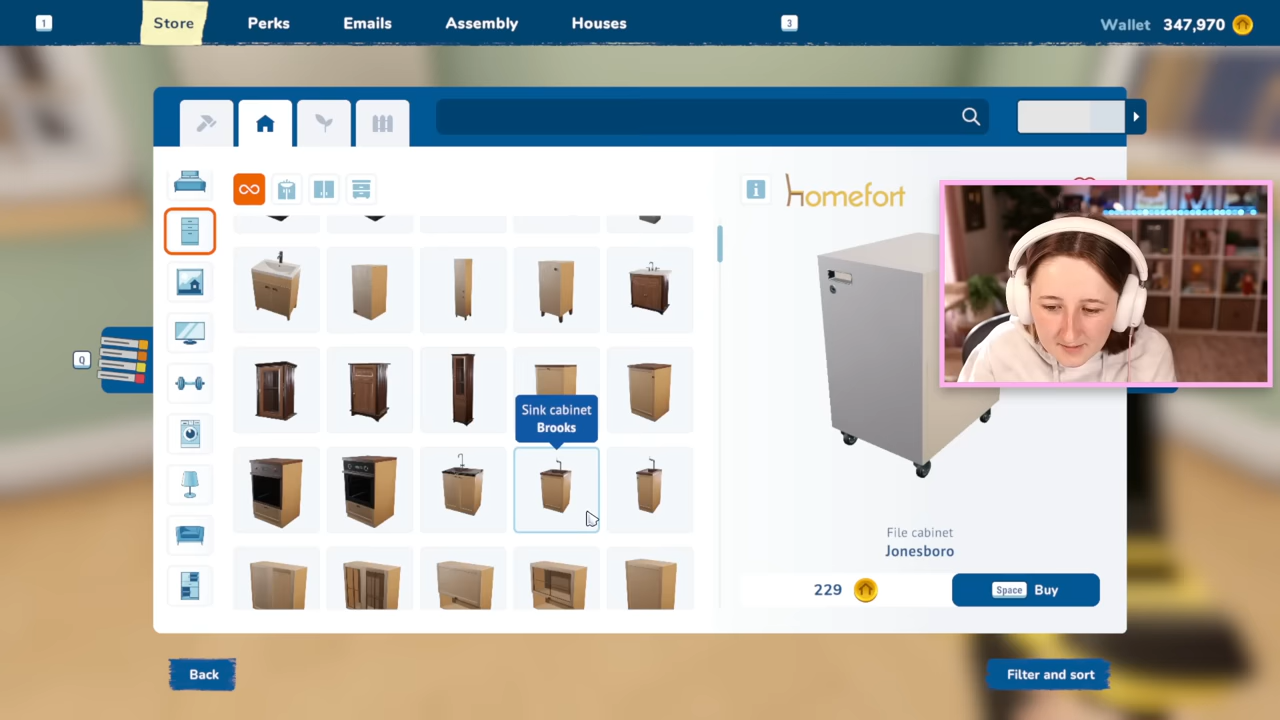 1
Store
Perks
Emails
Assembly
Houses
3
Wallet 347,970
homefort
Q
Sink cabinet
Brooks
File cabinet
Jonesboro
229
Space Buy
Back
Filter and sort